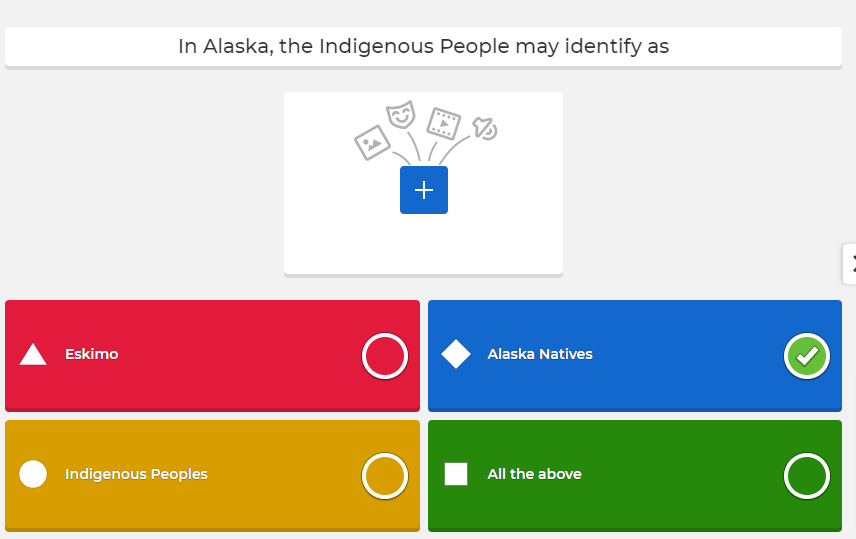 In Alaska, the Indigenous People may identify as
Eskimo
Alaska Natives
Indigenous Peoples
All the above